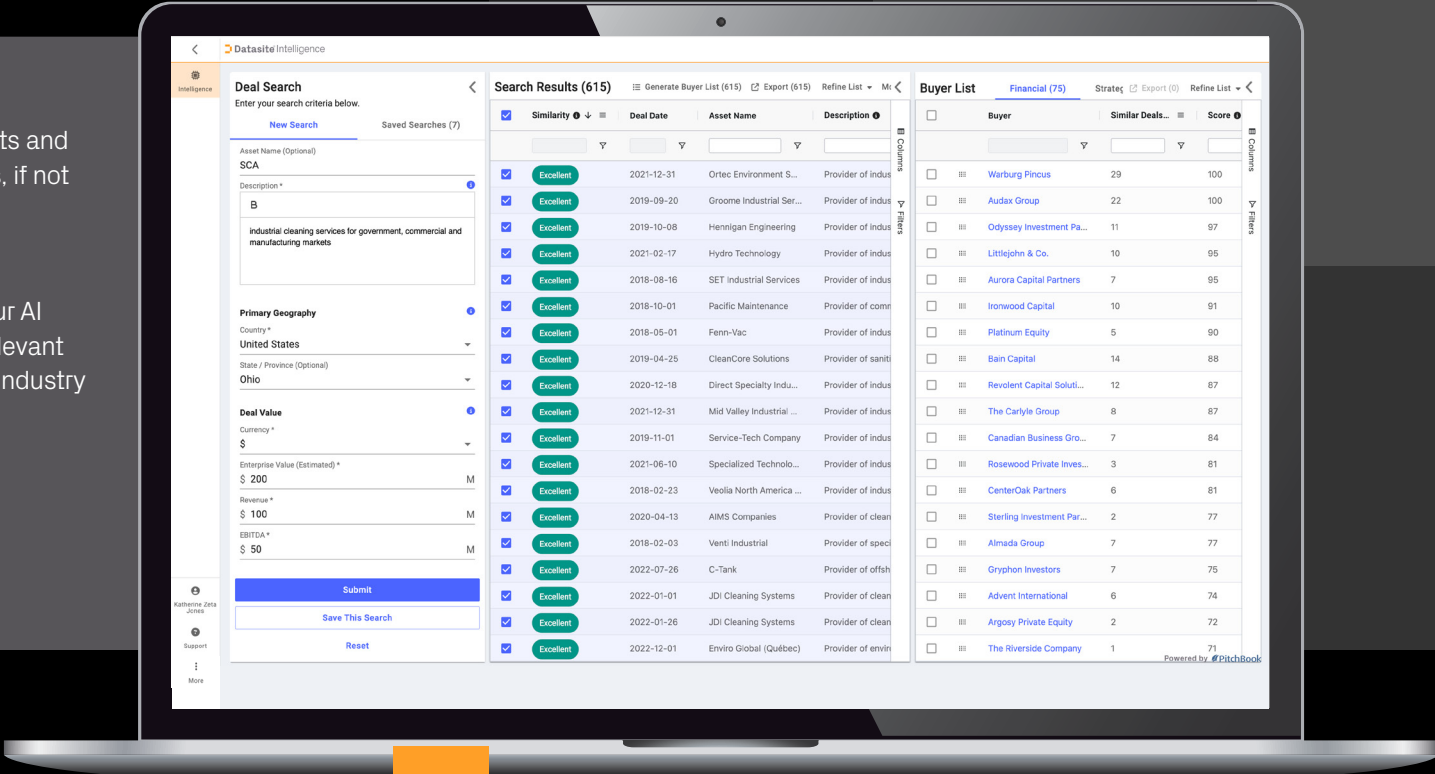 ts and
, if not
ur AI
levant
industry
Datasite Intelligence
Intelligence
Katherine Zeta
Jones
Support
More
Deal Search
Enter your search criteria below.
New Search Saved Searches (7)
Asset Name (Optional)
SCA
Description *
B
industrial cleaning services for government, commercial and
manufacturing markets
Primary Geography
Country *
United States
State / Province (Optional)
Ohio
Deal Value
Currency *
$
Enterprise Value (Estimated) *
$ 200 M
Revenue *
$ 100 M
EBITDA *
$ 50 M
Submit
Save This Search
Reset
Search Results (615) Generate Buyer List (615) Export (615) Refine List
Similarity Deal Date Asset Name Description
Excellent 2021-12-31 Ortec Environment S... Provider of indus
Excellent 2019-09-20 Groome Industrial Ser... Provider of indus
Excellent 2019-10-08 Hennigan Engineering Provider of indus
Excellent 2021-02-17 Hydro Technology Provider of indus
Excellent 2018-08-16 SET Industrial Services Provider of indus
Excellent 2018-10-01 Pacific Maintenance Provider of comm
Excellent 2018-05-01 Fenn-Vac Provider of indus
Excellent 2019-04-25 CleanCore Solutions Provider of saniti
Excellent 2020-12-18 Direct Specialty Indu... Provider of indus
Excellent 2021-12-31 Mid Valley Industrial ... Provider of indus
Excellent 2019-11-01 Service-Tech Company Provider of indus
Excellent 2021-06-10 Specialized Technolo... Provider of indus
Excellent 2018-02-23 Veolia North America ... Provider of indus
Excellent 2020-04-13 AIMS Companies Provider of clean
Excellent 2018-02-03 Venti Industrial Provider of speci
Excellent 2022-07-26 C-Tank Provider of offsh
Excellent 2022-01-01 JDI Cleaning Systems Provider of clean
Excellent 2022-01-26 JDI Cleaning Systems Provider of clean
Excellent 2022-12-01 Enviro Global (Québec) Provider of envir
Columns
Filters
Buyer List Financial (75) Strateg Export (0) Refine List
Buyer Similar Deals... Score
Warburg Pincus 29 100
Audax Group 22 100
Odyssey Investment Pa... 11 97
Littlejohn & Co. 10 95
Aurora Capital Partners 7 95
Ironwood Capital 10 91
Platinum Equity 5 90
Bain Capital 14 88
Revolent Capital Soluti... 12 87
The Carlyle Group 8 87
Canadian Business Gro... 7 84
Rosewood Private Inves... 3 81
CenterOak Partners 6 81
Sterling Investment Par... 2 77
Almada Group 7 77
Gryphon Investors 7 75
Advent International 6 74
Argosy Private Equity 2 72
The Riverside Company 1 71
Columns
Filters
Powered by PitchBook